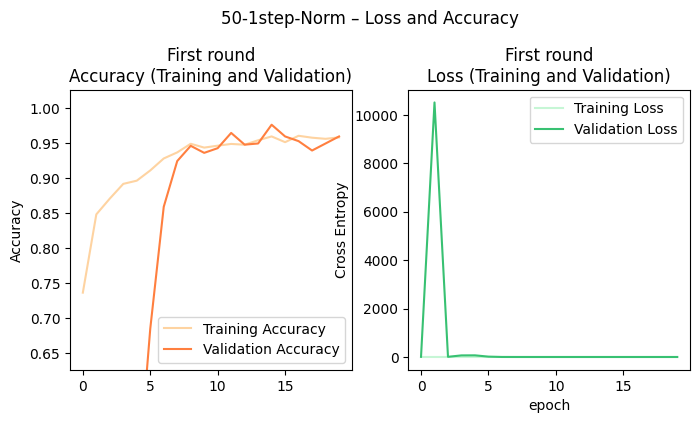 50-1step-Norm – Loss and Accuracy
First round
Accuracy (Training and Validation)
1.00
0.95
0.90
0.85
0.80
0.75
0.70
0.65
Accuracy
Training Accuracy
Validation Accuracy
0
5
10
15
First round
Loss (Training and Validation)
10000
8000
6000
4000
2000
0
Cross Entropy
Training Loss
Validation Loss
0
5
10
15
epoch